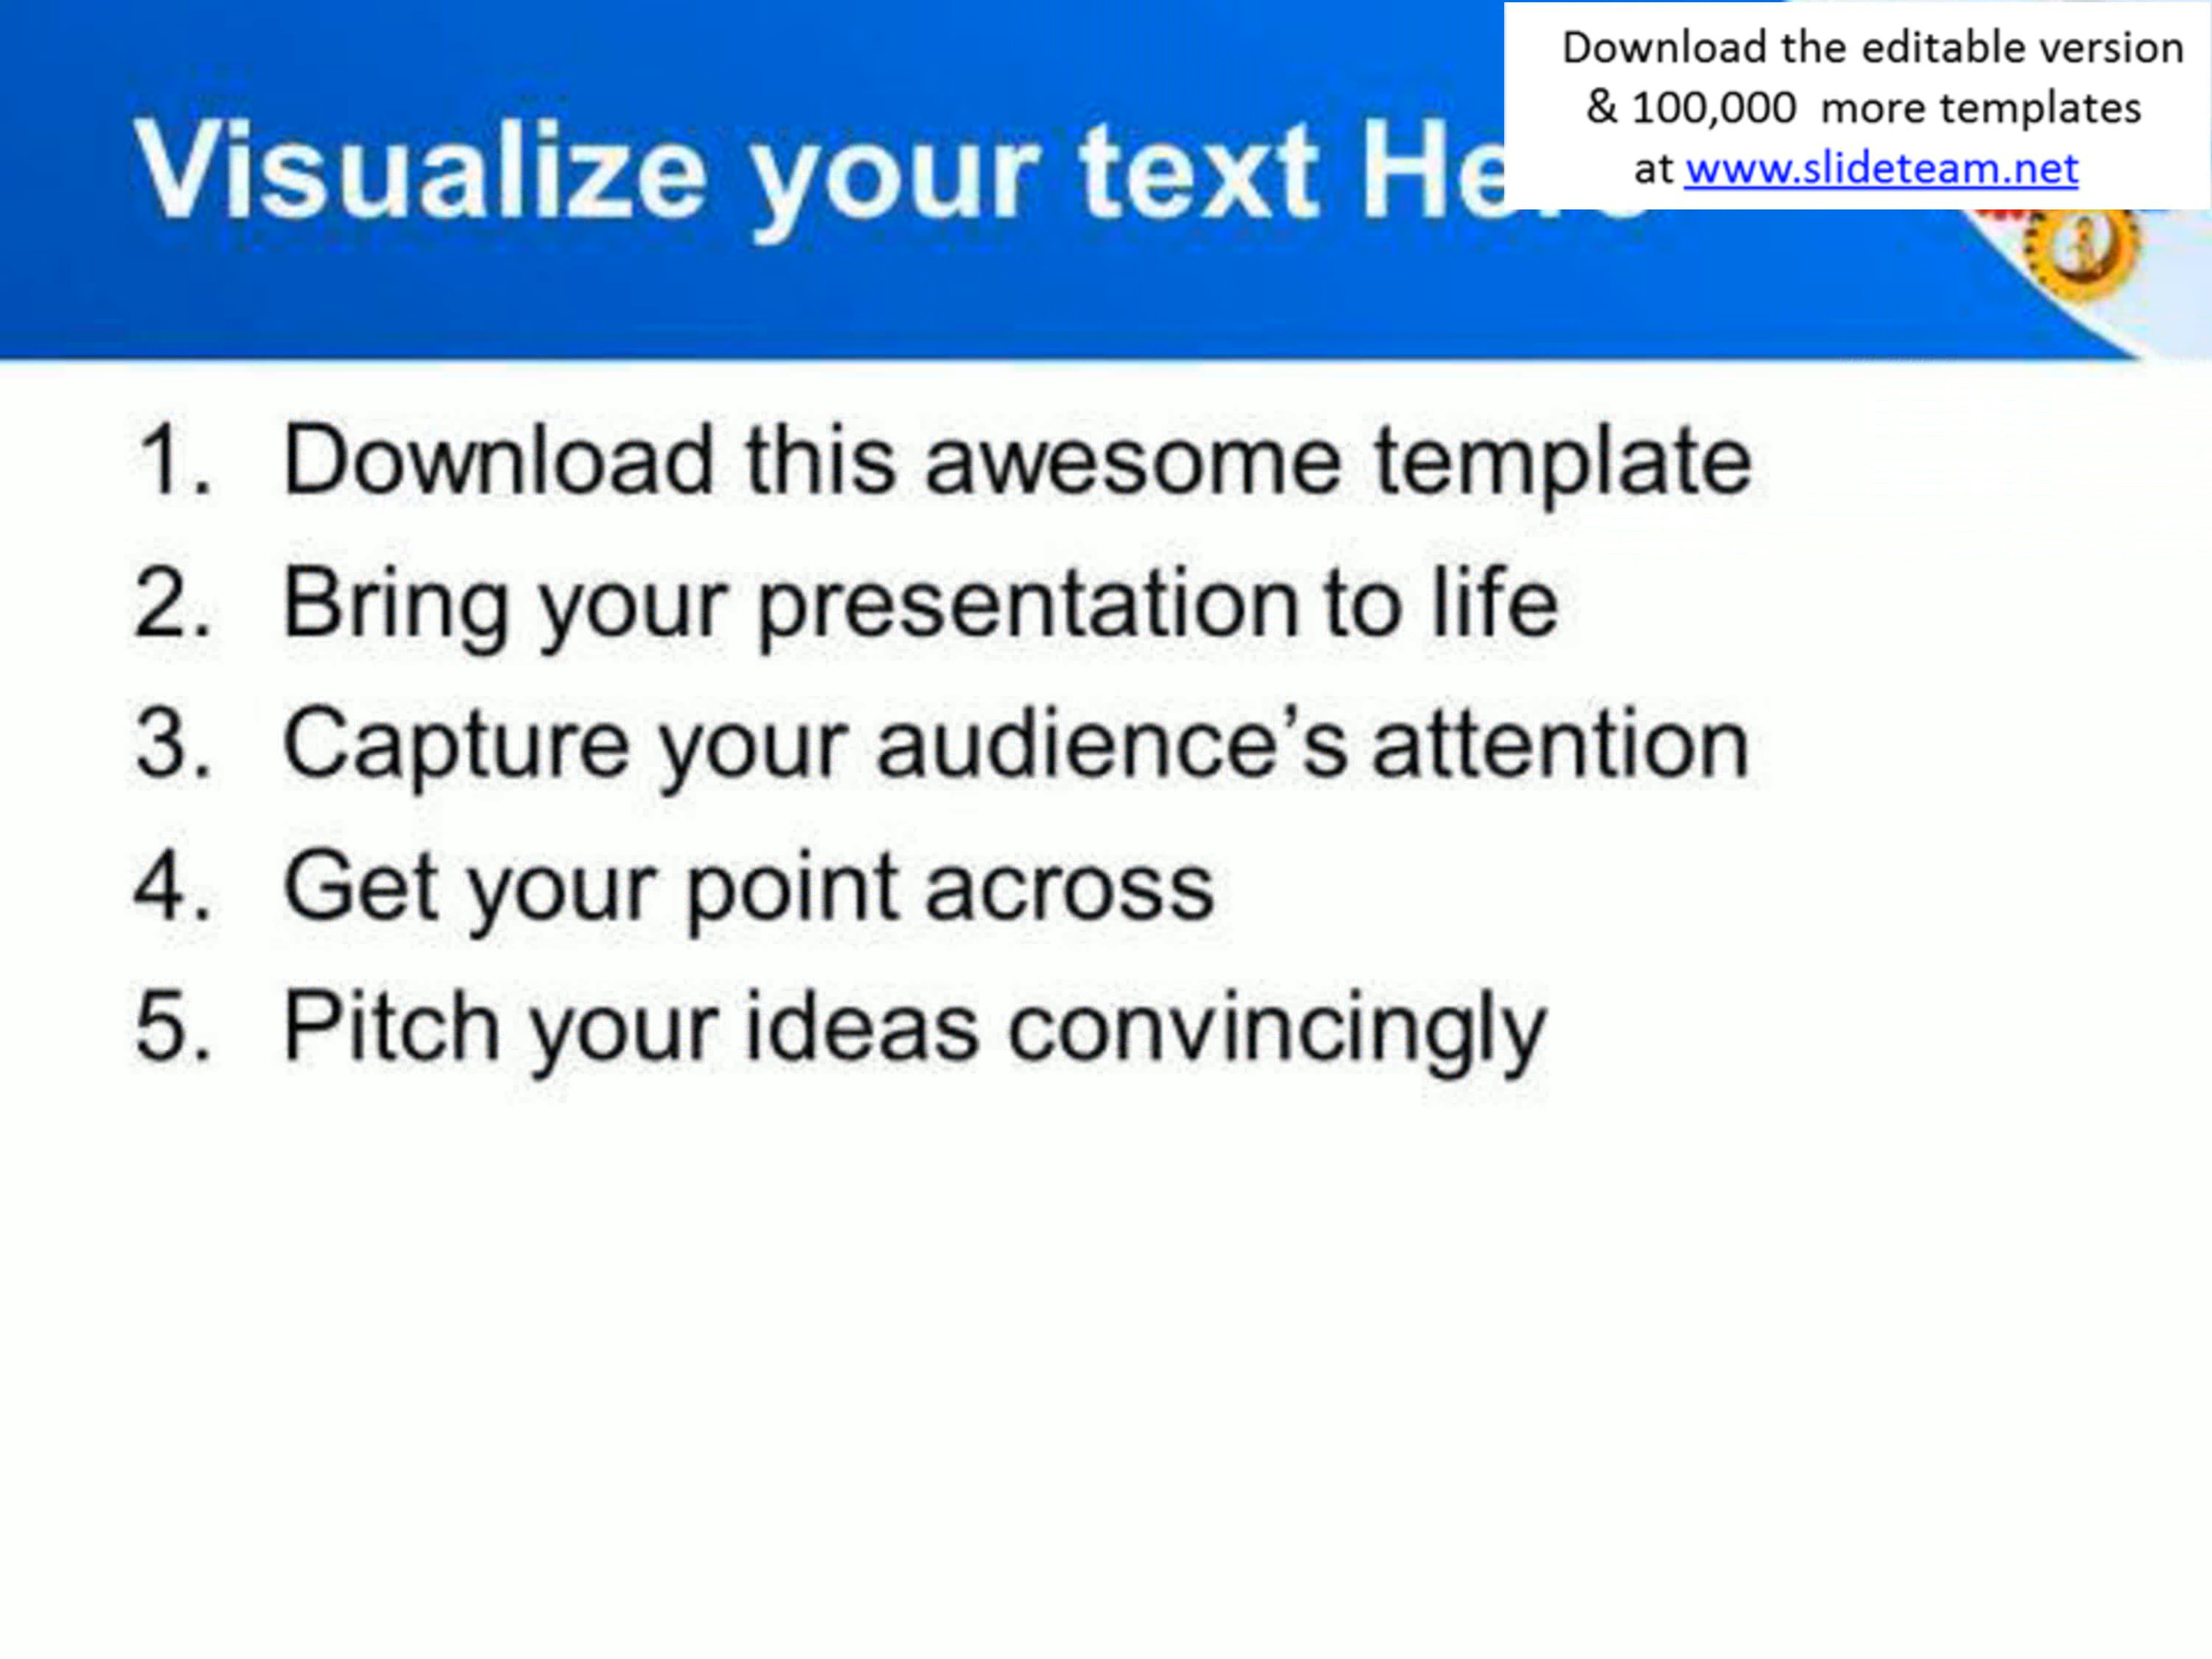 Download the editable version
& 100,000 more templates
at www.slideteam.net
Visualize your text Here
1. Download this awesome template
2. Bring your presentation to life
3. Capture your audience’s attention
4. Get your point across
5. Pitch your ideas convincingly